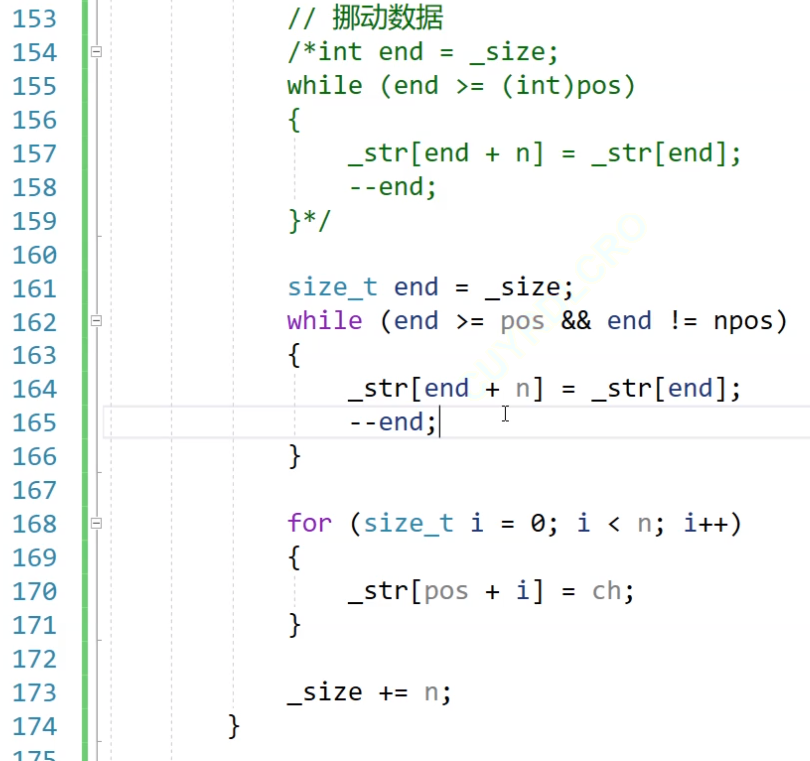 153 // 挪动数据
154 /*int end = _size;
155 while (end >= (int)pos)
156 {
157 _str[end + n] = _str[end];
158 --end;
159 }*/
160
161 size_t end = _size;
162 while (end >= pos && end != npos)
163 {
164 _str[end + n] = _str[end];
165 --end;
166 }
167
168 for (size_t i = 0; i < n; i++)
169 {
170 _str[pos + i] = ch;
171 }
172
173 _size += n;
174 }
175